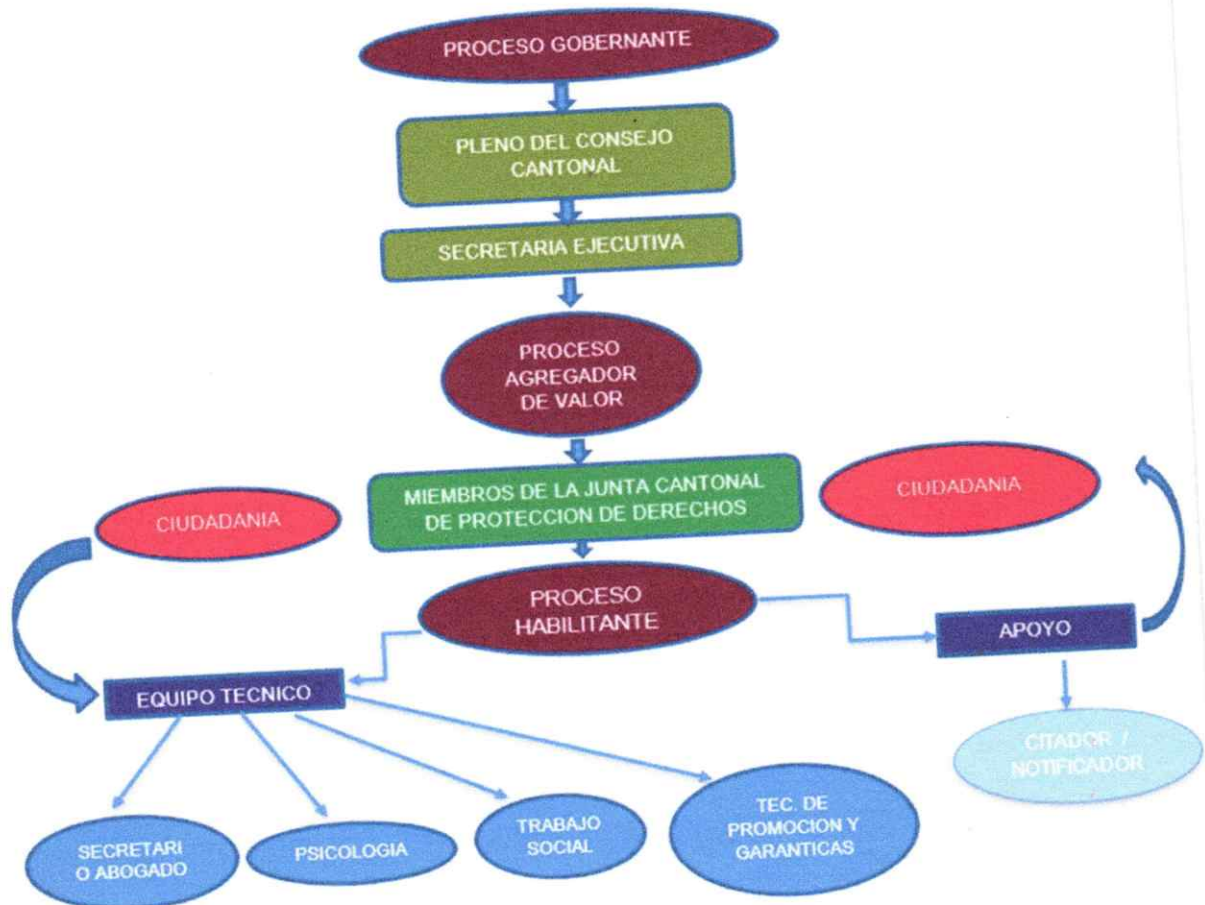 PROCESO GOBERNANTE
PLENO DEL CONSEJO
CANTONAL
SECRETARIA EJECUTIVA
PROCESO
AGREGADOR
DE VALOR
MIEMBROS DE LA JUNTA CANTONAL
DE PROTECCION DE DERECHOS
CIUDADANIA
CIUDADANIA
PROCESO
HABILITANTE
APOYO
EQUIPO TECNICO
CITADOR /
NOTIFICADOR
SECRETARI
O ABOGADO
PSICOLOGIA
TRABAJO
SOCIAL
TEC. DE
PROMOCION Y
GARANTICAS